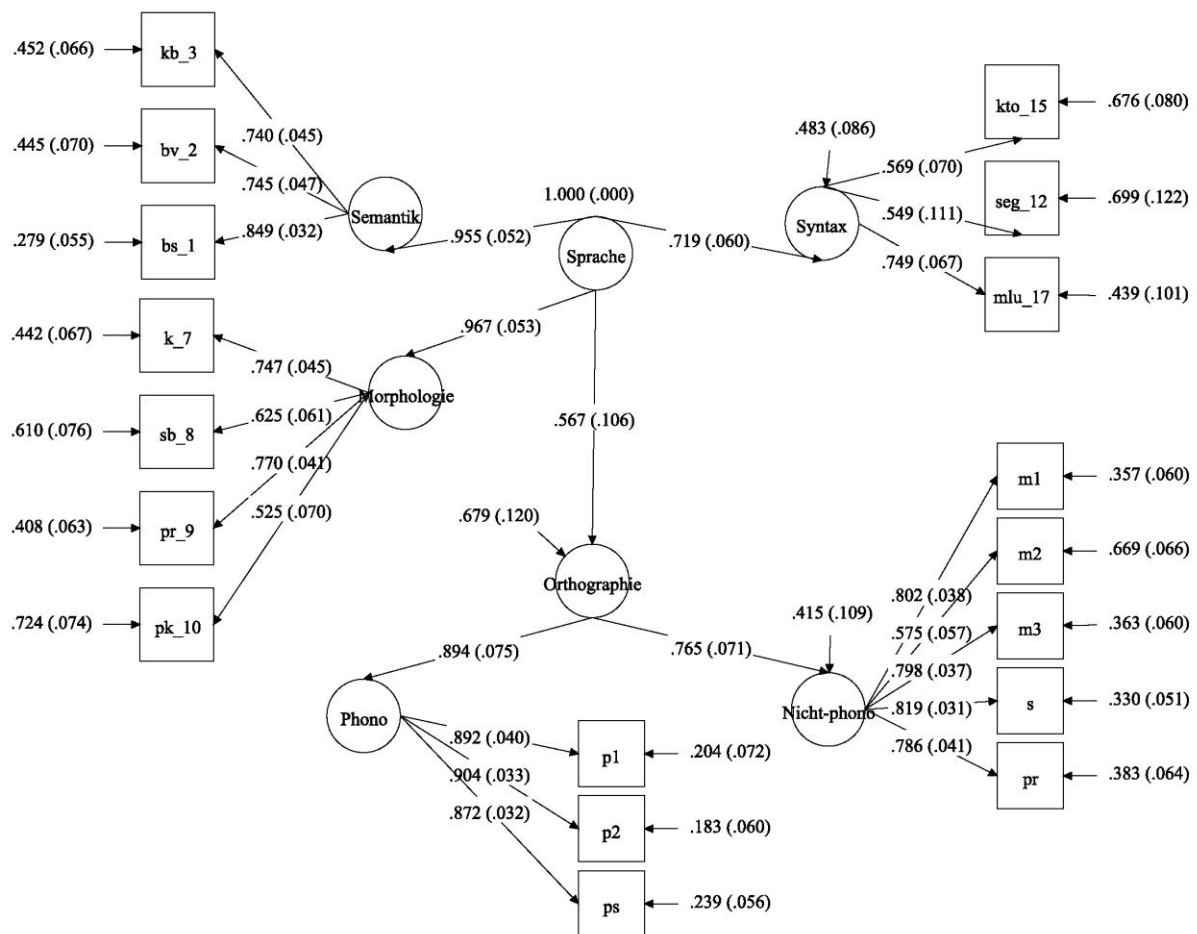 .452 (.066)
kb_3
.445 (.070)
bv_2
.279 (.055)
bs_1
.740 (.045)
.745 (.047)
.849 (.032)
Semantik
.955 (.052)
1.000 (.000)
Sprache
.719 (.060)
.483 (.086)
Syntax
.569 (.070)
.549 (.111)
.749 (.067)
kto_15
.676 (.080)
seg_12
.699 (.122)
mlu_17
.439 (.101)
.442 (.067)
k_7
.610 (.076)
sb_8
.408 (.063)
pr_9
.724 (.074)
pk_10
.747 (.045)
.625 (.061)
.770 (.041)
.525 (.070)
Morphologie
.967 (.053)
.567 (.106)
.679 (.120)
Orthographie
.894 (.075)
.765 (.071)
.415 (.109)
Phono
.892 (.040)
.904 (.033)
.872 (.032)
p1
.204 (.072)
p2
.183 (.060)
ps
.239 (.056)
Nicht-phono
.802 (.038)
.575 (.057)
.798 (.037)
.819 (.031)
.786 (.041)
m1
.357 (.060)
m2
.669 (.066)
m3
.363 (.060)
s
.330 (.051)
pr
.383 (.064)